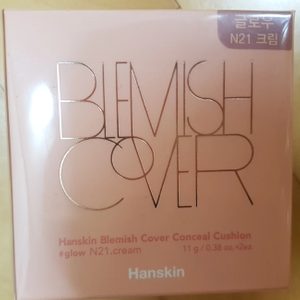 글로우
N21 크림
BLEMISH
COVER
Hanskin Blemish Cover Conceal Cushion
#glow N21.cream
11 g / 0.38 oz. ×2ea
Hanskin